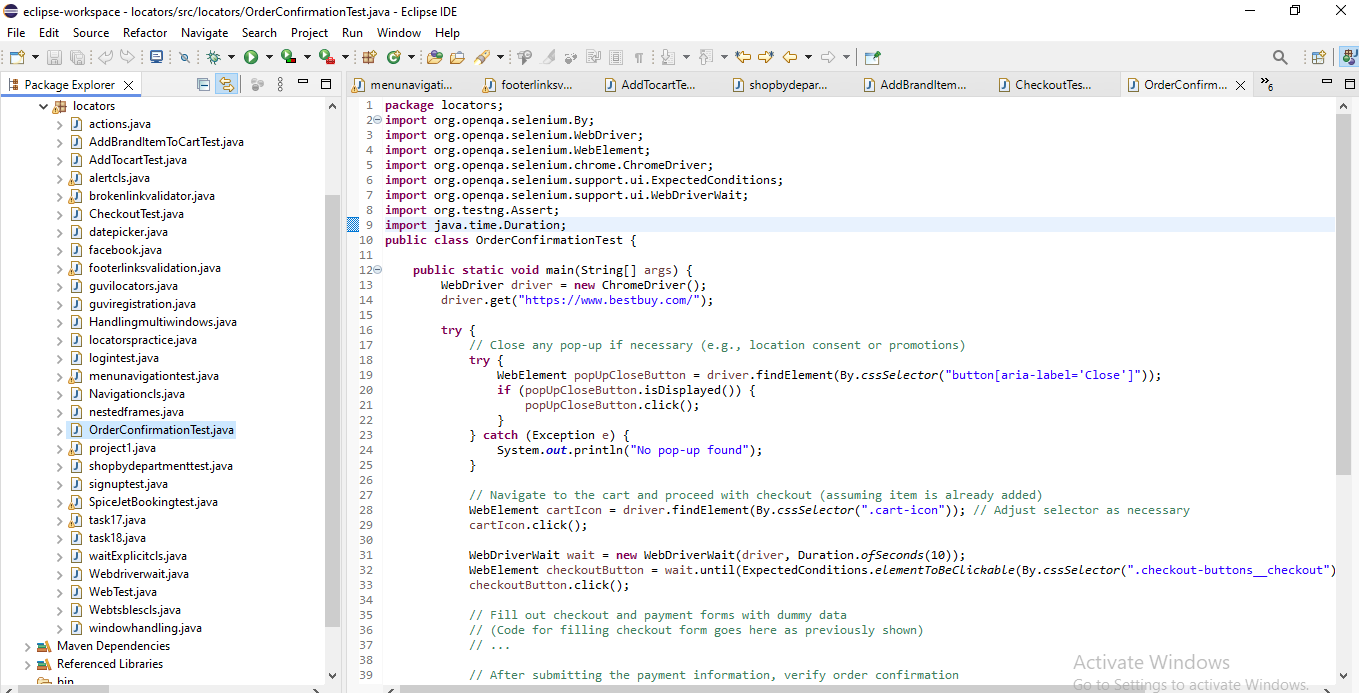 eclipse-workspace - locators/src/locators/OrderConfirmationTest.java - Eclipse IDE
File Edit Source Refactor Navigate Search Project Run Window Help
Package Explorer
locators
actions.java
AddBrandItemToCartTest.java
AddTocartTest.java
alertcls.java
brokenlinkvalidator.java
CheckoutTest.java
datepicker.java
facebook.java
footerlinksvalidation.java
guvilocators.java
guviregistration.java
Handlingmultiwindows.java
locatorspractice.java
logintest.java
menunavigationtest.java
Navigationcls.java
nestedframes.java
OrderConfirmationTest.java
project1.java
shopbydepartmenttest.java
signuptest.java
SpiceJetBookingtest.java
task17.java
task18.java
waitExplicitcls.java
Webdriverwait.java
WebTest.java
Webtsblescls.java
windowhandling.java
Maven Dependencies
Referenced Libraries
bin
menunavigati... footerlinksv... AddTocartTe... shopbydepar... AddBrandItem... CheckoutTes... OrderConfirm... »6
1 package locators;
2 import org.openqa.selenium.By;
3 import org.openqa.selenium.WebDriver;
4 import org.openqa.selenium.WebElement;
5 import org.openqa.selenium.chrome.ChromeDriver;
6 import org.openqa.selenium.support.ui.ExpectedConditions;
7 import org.openqa.selenium.support.ui.WebDriverWait;
8 import org.testng.Assert;
9 import java.time.Duration;
10 public class OrderConfirmationTest {
11
12 public static void main(String[] args) {
13 WebDriver driver = new ChromeDriver();
14 driver.get("https://www.bestbuy.com/");
15
16 try {
17 // Close any pop-up if necessary (e.g., location consent or promotions)
18 try {
19 WebElement popUpCloseButton = driver.findElement(By.cssSelector("button[aria-label='Close']"));
20 if (popUpCloseButton.isDisplayed()) {
21 popUpCloseButton.click();
22 }
23 } catch (Exception e) {
24 System.out.println("No pop-up found");
25 }
26
27 // Navigate to the cart and proceed with checkout (assuming item is already added)
28 WebElement cartIcon = driver.findElement(By.cssSelector(".cart-icon")); // Adjust selector as necessary
29 cartIcon.click();
30
31 WebDriverWait wait = new WebDriverWait(driver, Duration.ofSeconds(10));
32 WebElement checkoutButton = wait.until(ExpectedConditions.elementToBeClickable(By.cssSelector(".checkout-buttons__checkout")
33 checkoutButton.click();
34
35 // Fill out checkout and payment forms with dummy data
36 // (Code for filling checkout form goes here as previously shown)
37 // ...
38
39 // After submitting the payment information, verify order confirmation
Activate Windows
Go to Settings to activate Windows.